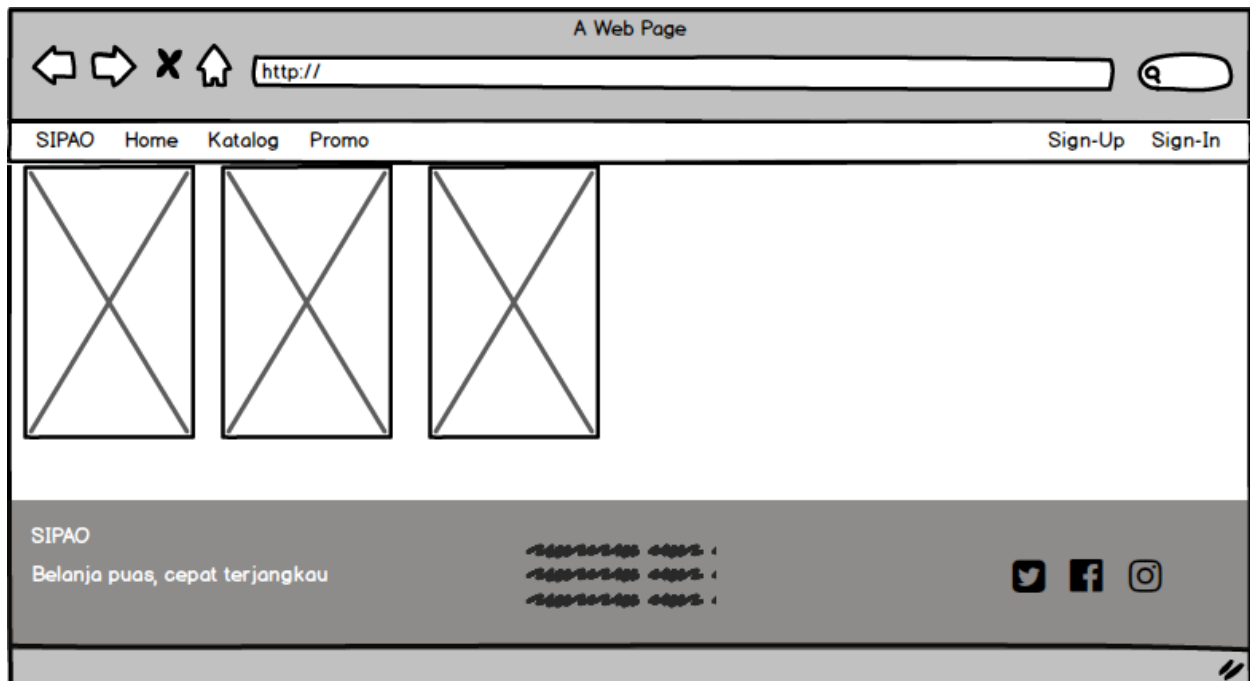 A Web Page
http://
SIPAO Home Katalog Promo Sign-Up Sign-In
SIPAO
Belanja puas, cepat terjangkau